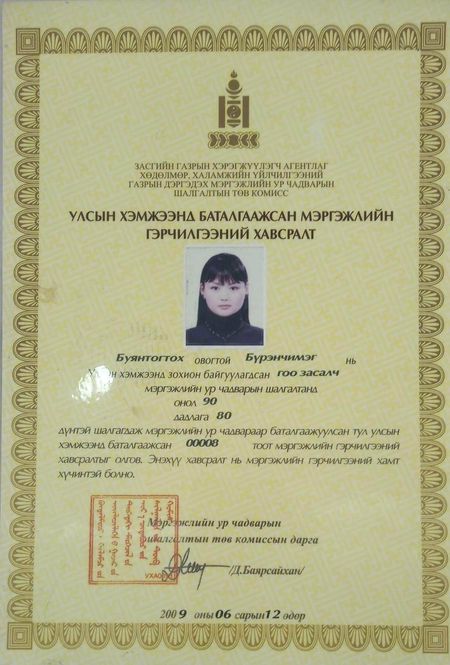 ЗАСГИЙН ГАЗРЫН ХЭРЭГЖҮҮЛЭГЧ АГЕНТЛАГ
ХӨДӨЛМӨР, ХАЛАМЖИЙН ҮЙЛЧИЛГЭЭНИЙ
ГАЗРЫН ДЭРГЭДЭХ МЭРГЭЖЛИЙН УР ЧАДВАРЫН
ШАЛГАЛТЫН ТӨВ КОМИСС
УЛСЫН ХЭМЖЭЭНД БАТАЛГААЖСАН МЭРГЭЖЛИЙН
ГЭРЧИЛГЭЭНИЙ ХАВСРАЛТ
Буянтогтох овогтой Бүрэнчимэг нь
хэмжээнд зохион байгуулагдсан гоо засалч
мэргэжлийн ур чадварын шалгалтанд
онол 90
дадлага 80
дүнтэй шалгагдаж мэргэжлийн ур чадвараар баталгаажуулсан тул улсын
хэмжээнд баталгаажсан 00008 тоот мэргэжлийн гэрчилгээний
хавсралтыг олгов. Энэхүү хавсралт нь мэргэжлийн гэрчилгээний хамт
хүчинтэй болно.
Мэргэжлийн ур чадварын
шалгалтын төв комиссын дарга
/Д.Баярсайхан/
2009 оны 06 сарын 12 өдөр